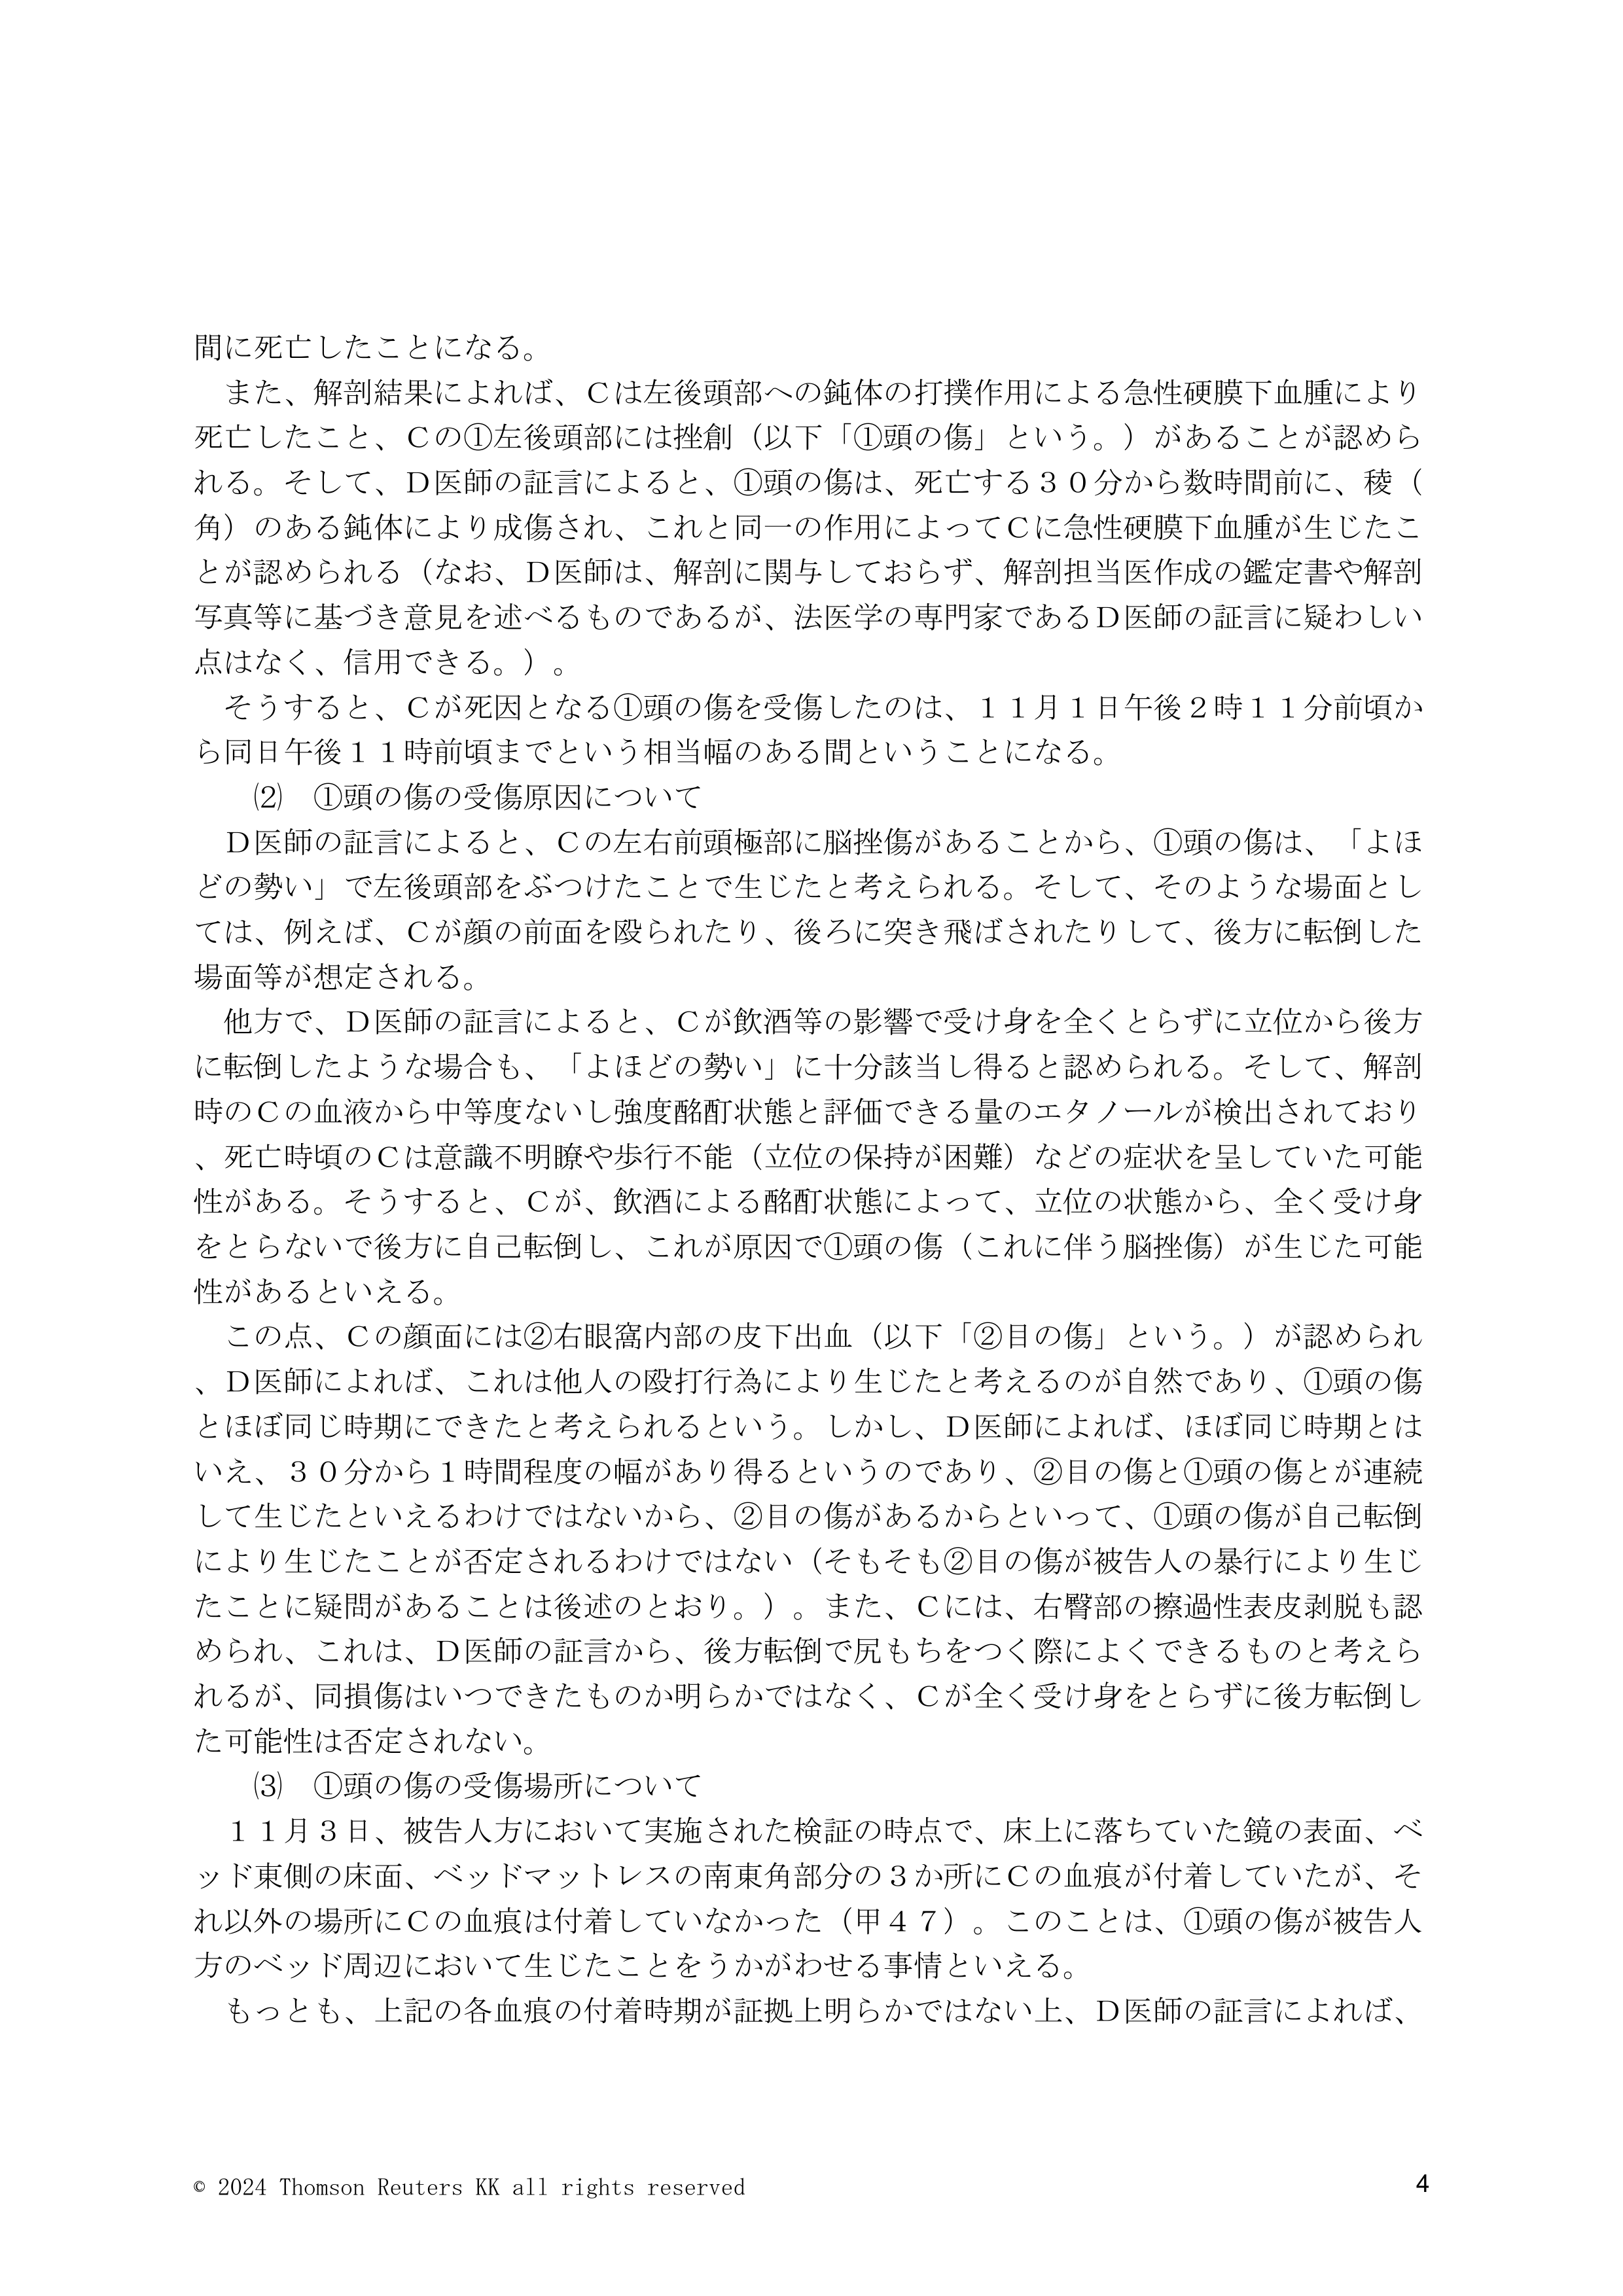 間に死亡したことになる。
　また、解剖結果によれば、Ｃは左後頭部への鈍体の打撲作用による急性硬膜下血腫により
死亡したこと、Ｃの①左後頭部には挫創（以下「①頭の傷」という。）があることが認めら
れる。そして、Ｄ医師の証言によると、①頭の傷は、死亡する３０分から数時間前に、稜（
角）のある鈍体により成傷され、これと同一の作用によってＣに急性硬膜下血腫が生じたこ
とが認められる（なお、Ｄ医師は、解剖に関与しておらず、解剖担当医作成の鑑定書や解剖
写真等に基づき意見を述べるものであるが、法医学の専門家であるＤ医師の証言に疑わしい
点はなく、信用できる。）。
　そうすると、Ｃが死因となる①頭の傷を受傷したのは、１１月１日午後２時１１分前頃か
ら同日午後１１時前頃までという相当幅のある間ということになる。
　　⑵　①頭の傷の受傷原因について
　Ｄ医師の証言によると、Ｃの左右前頭極部に脳挫傷があることから、①頭の傷は、「よほ
どの勢い」で左後頭部をぶつけたことで生じたと考えられる。そして、そのような場面とし
ては、例えば、Ｃが顔の前面を殴られたり、後ろに突き飛ばされたりして、後方に転倒した
場面等が想定される。
　他方で、Ｄ医師の証言によると、Ｃが飲酒等の影響で受け身を全くとらずに立位から後方
に転倒したような場合も、「よほどの勢い」に十分該当し得ると認められる。そして、解剖
時のＣの血液から中等度ないし強度酩酊状態と評価できる量のエタノールが検出されており
、死亡時頃のＣは意識不明瞭や歩行不能（立位の保持が困難）などの症状を呈していた可能
性がある。そうすると、Ｃが、飲酒による酩酊状態によって、立位の状態から、全く受け身
をとらないで後方に自己転倒し、これが原因で①頭の傷（これに伴う脳挫傷）が生じた可能
性があるといえる。
　この点、Ｃの顔面には②右眼窩内部の皮下出血（以下「②目の傷」という。）が認められ
、Ｄ医師によれば、これは他人の殴打行為により生じたと考えるのが自然であり、①頭の傷
とほぼ同じ時期にできたと考えられるという。しかし、Ｄ医師によれば、ほぼ同じ時期とは
いえ、３０分から１時間程度の幅があり得るというのであり、②目の傷と①頭の傷とが連続
して生じたといえるわけではないから、②目の傷があるからといって、①頭の傷が自己転倒
により生じたことが否定されるわけではない（そもそも②目の傷が被告人の暴行により生じ
たことに疑問があることは後述のとおり。）。また、Ｃには、右臀部の擦過性表皮剥脱も認
められ、これは、Ｄ医師の証言から、後方転倒で尻もちをつく際によくできるものと考えら
れるが、同損傷はいつできたものか明らかではなく、Ｃが全く受け身をとらずに後方転倒し
た可能性は否定されない。
　　⑶　①頭の傷の受傷場所について
　１１月３日、被告人方において実施された検証の時点で、床上に落ちていた鏡の表面、ベ
ッド東側の床面、ベッドマットレスの南東角部分の３か所にＣの血痕が付着していたが、そ
れ以外の場所にＣの血痕は付着していなかった（甲４７）。このことは、①頭の傷が被告人
方のベッド周辺において生じたことをうかがわせる事情といえる。
　もっとも、上記の各血痕の付着時期が証拠上明らかではない上、Ｄ医師の証言によれば、
© 2024 Thomson Reuters KK all rights reserved
4